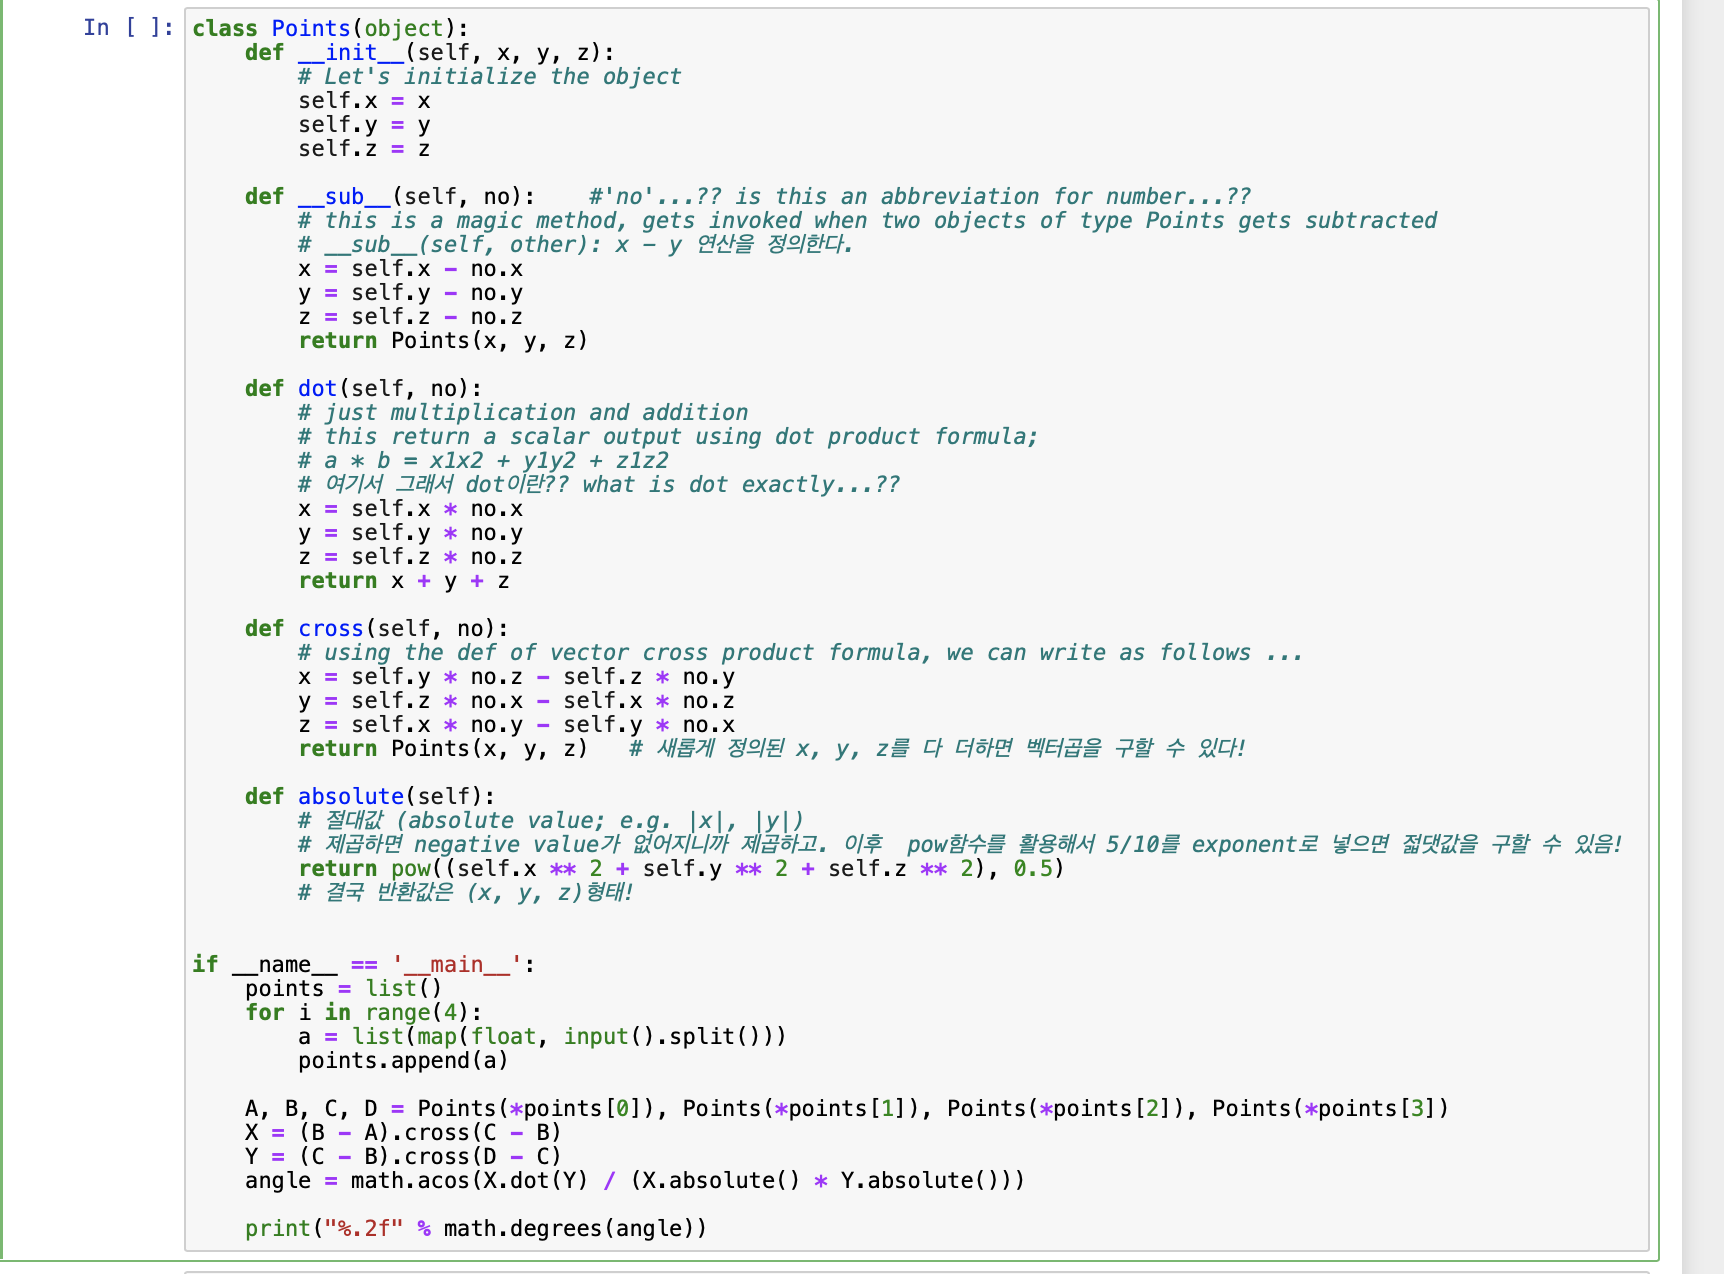 In [ ]:
class Points(object):
    def __init__(self, x, y, z):
        # Let's initialize the object
        self.x = x
        self.y = y
        self.z = z

    def __sub__(self, no):    #'no'...?? is this an abbreviation for number...??
        # this is a magic method, gets invoked when two objects of type Points gets subtracted
        # __sub__(self, other): x – y 연산을 정의한다.
        x = self.x - no.x
        y = self.y - no.y
        z = self.z - no.z
        return Points(x, y, z)

    def dot(self, no):
        # just multiplication and addition
        # this return a scalar output using dot product formula;
        # a * b = x1x2 + y1y2 + z1z2
        # 여기서 그래서 dot이란?? what is dot exactly...??
        x = self.x * no.x
        y = self.y * no.y
        z = self.z * no.z
        return x + y + z

    def cross(self, no):
        # using the def of vector cross product formula, we can write as follows ...
        x = self.y * no.z - self.z * no.y
        y = self.z * no.x - self.x * no.z
        z = self.x * no.y - self.y * no.x
        return Points(x, y, z)   # 새롭게 정의된 x, y, z를 다 더하면 벡터곱을 구할 수 있다!

    def absolute(self):
        # 절대값 (absolute value; e.g. |x|, |y|)
        # 제곱하면 negative value가 없어지니까 제곱하고. 이후  pow함수를 활용해서 5/10를 exponent로 넣으면 젋댓값을 구할 수 있음!
        return pow((self.x ** 2 + self.y ** 2 + self.z ** 2), 0.5)
        # 결국 반환값은 (x, y, z)형태!


if __name__ == '__main__':
    points = list()
    for i in range(4):
        a = list(map(float, input().split()))
        points.append(a)

    A, B, C, D = Points(*points[0]), Points(*points[1]), Points(*points[2]), Points(*points[3])
    X = (B - A).cross(C - B)
    Y = (C - B).cross(D - C)
    angle = math.acos(X.dot(Y) / (X.absolute() * Y.absolute()))

    print("%.2f" % math.degrees(angle))